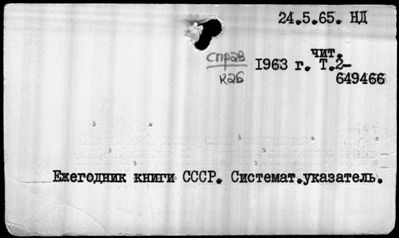 24.5.65. НД
чит.
справ 1963 г. Т.2-
каб 649466
Ежегодник книги СССР. Системат.указатель.